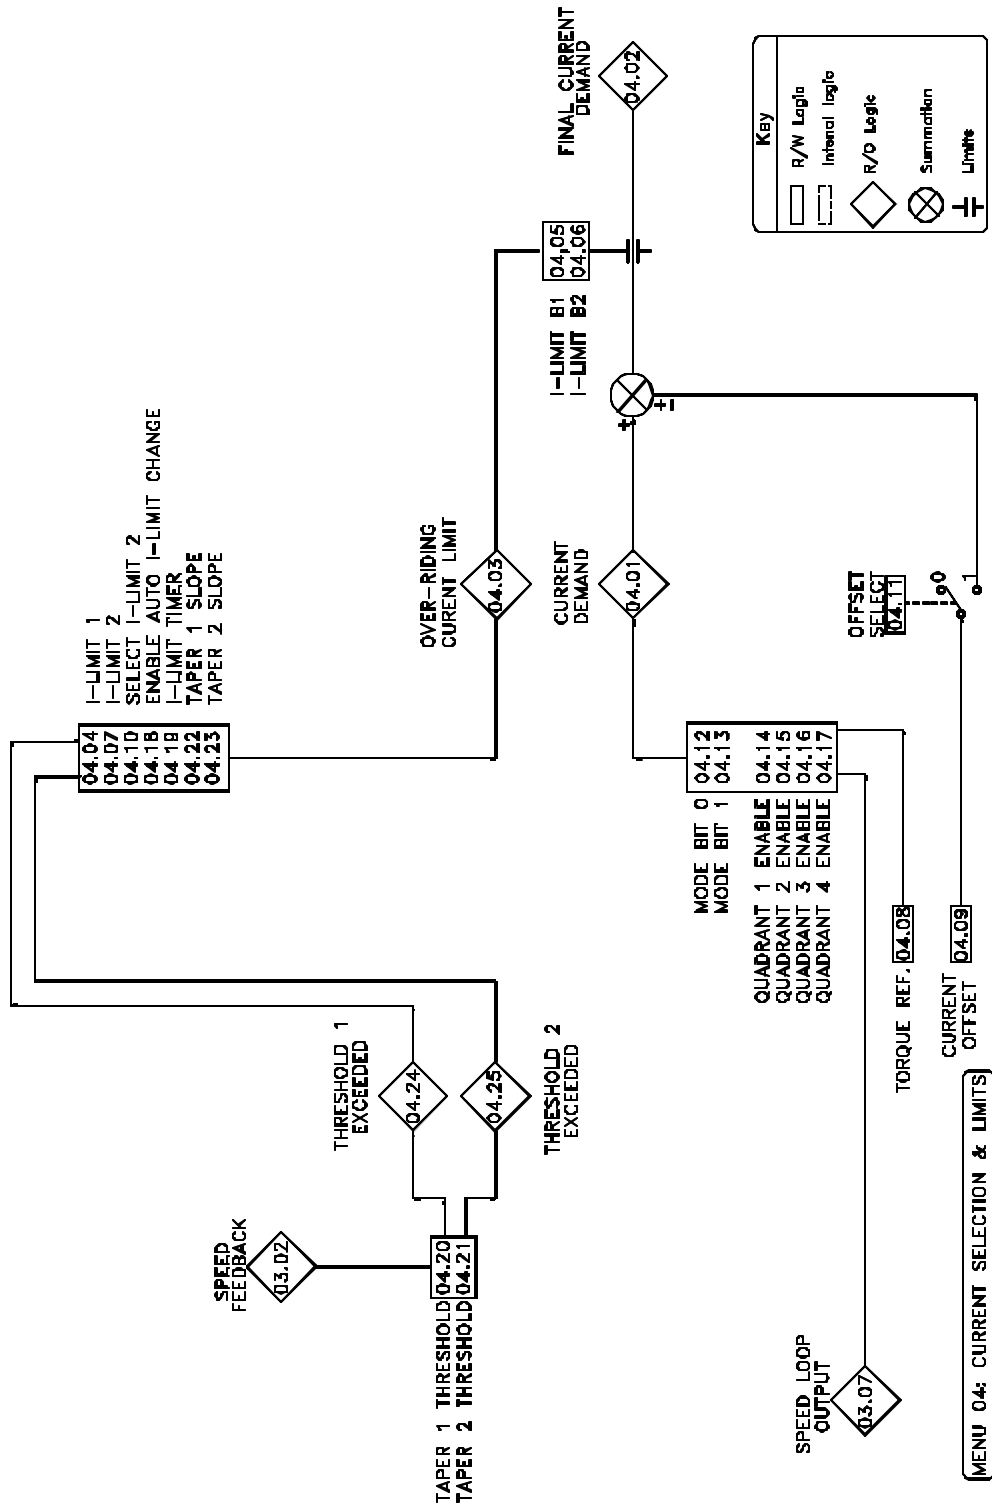 TAPER 1 THRESHOLD
TAPER 2 THRESHOLD
04.20
04.21
SPEED
FEEDBACK
03.02
THRESHOLD 1
EXCEEDED
04.24
04.25
THRESHOLD 2
EXCEEDED
04.04
04.07
04.10
04.18
04.19
04.22
04.23
I-LIMIT 1
I-LIMIT 2
SELECT I-LIMIT 2
ENABLE AUTO I-LIMIT CHANGE
I-LIMIT TIMER
TAPER 1 SLOPE
TAPER 2 SLOPE
OVER-RIDING
CURENT LIMIT
04.03
I-LIMIT B1
I-LIMIT B2
04.05
04.06
FINAL CURRENT
DEMAND
04.02
SPEED LOOP
OUTPUT
03.07
MODE BIT 0
MODE BIT 1
QUADRANT 1 ENABLE
QUADRANT 2 ENABLE
QUADRANT 3 ENABLE
QUADRANT 4 ENABLE
04.12
04.13
04.14
04.15
04.16
04.17
CURRENT
DEMAND
04.01
+
+
-
TORQUE REF.
04.08
CURRENT
OFFSET
04.09
OFFSET
SELECT
04.11
0
1
Key
R/W Logic
Internal logic
R/O Logic
Summation
Limits
MENU 04: CURRENT SELECTION & LIMITS